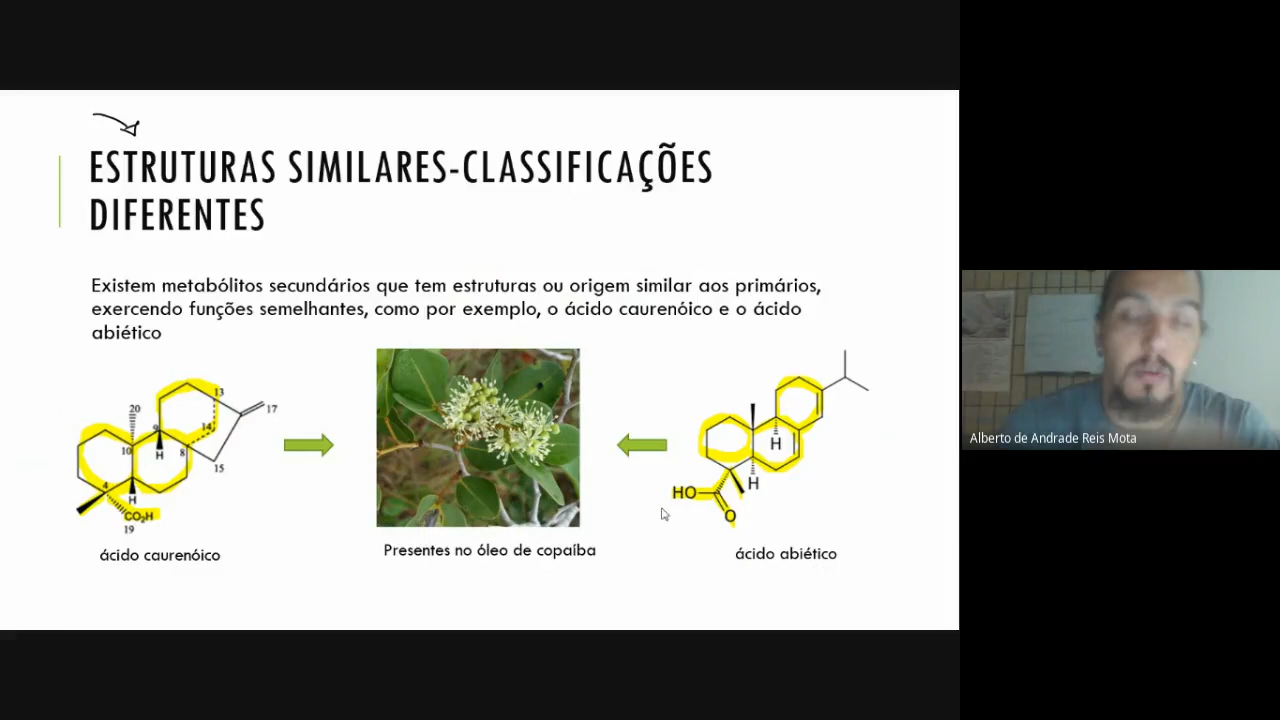 ESTRUTURAS SIMILARES-CLASSIFICAÇÕES
DIFERENTES
Existem metabólitos secundários que tem estruturas ou origem similar aos primários,
exercendo funções semelhantes, como por exemplo, o ácido caurenóico e o ácido
abiético
20
13
17
9
14
10
H
8
15
4
H
CO₂H
19
ácido caurenóico
Presentes no óleo de copaíba
H
H
HO
O
ácido abiético
Alberto de Andrade Reis Mota